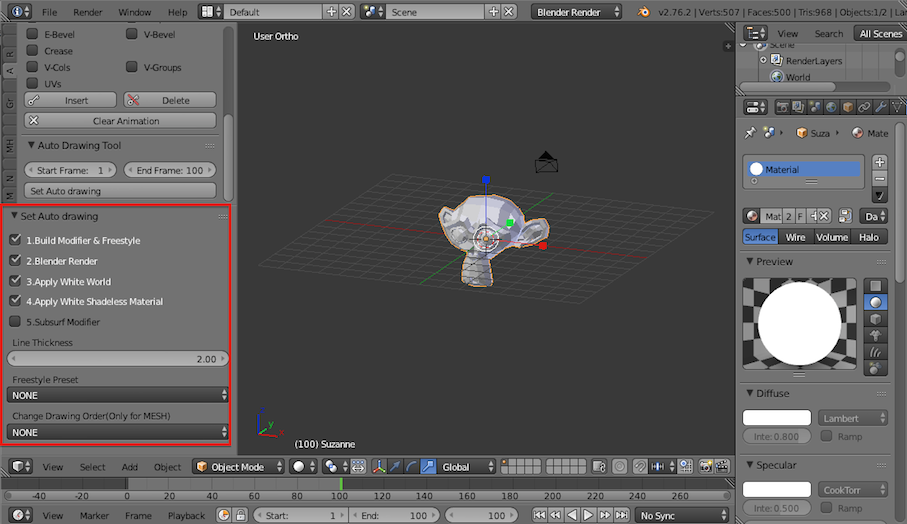 File Render Window Help Default Scene Blender Render v2.76.2 | Verts:507 | Faces:500 | Tris:968 | Objects:1/2 | La
E-Bevel V-Bevel
Crease
V-Cols V-Groups
UVs
Insert Delete
Clear Animation
Auto Drawing Tool
Start Frame: 1 End Frame: 100
Set Auto drawing
Set Auto drawing
1.Build Modifier & Freestyle
2.Blender Render
3.Apply White World
4.Apply White Shadeless Material
5.Subsurf Modifier
Line Thickness
2.00
Freestyle Preset
NONE
Change Drawing Order(Only for MESH)
NONE
R
A
Gr
MH
N
M
User Ortho
z
y
x
(100) Suzanne
View Select Add Object Object Mode Global
-40 -20 0 20 40 60 80 100 120 140 160 180 200 220 240 260
View Marker Frame Playback Start: 1 End: 100 100 No Sync
View Search All Scenes
Scene
RenderLayers
World
Suza Mate
Material
Mat 2 F Da
Surface Wire Volume Halo
Preview
Diffuse
Lambert
Inte: 0.800 Ramp
Specular
CookTorr
Inte: 0.500 Ramp